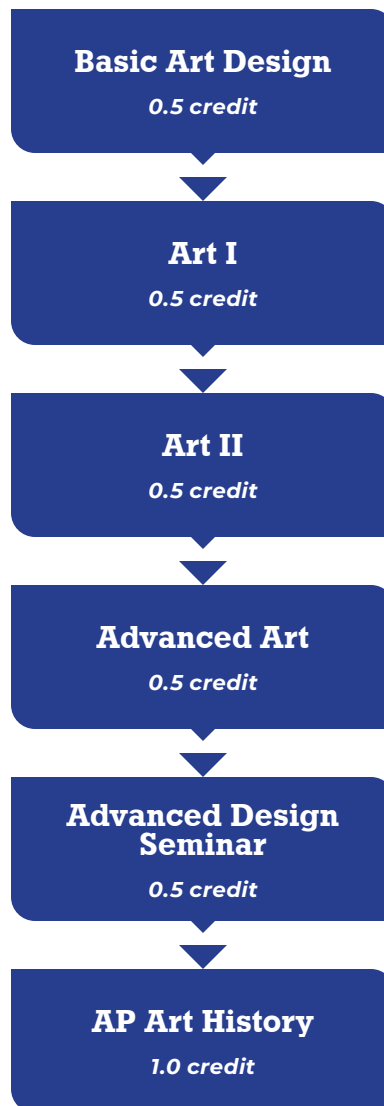 Basic Art Design
0.5 credit
Art I
0.5 credit
Art II
0.5 credit
Advanced Art
0.5 credit
Advanced Design
Seminar
0.5 credit
AP Art History
1.0 credit